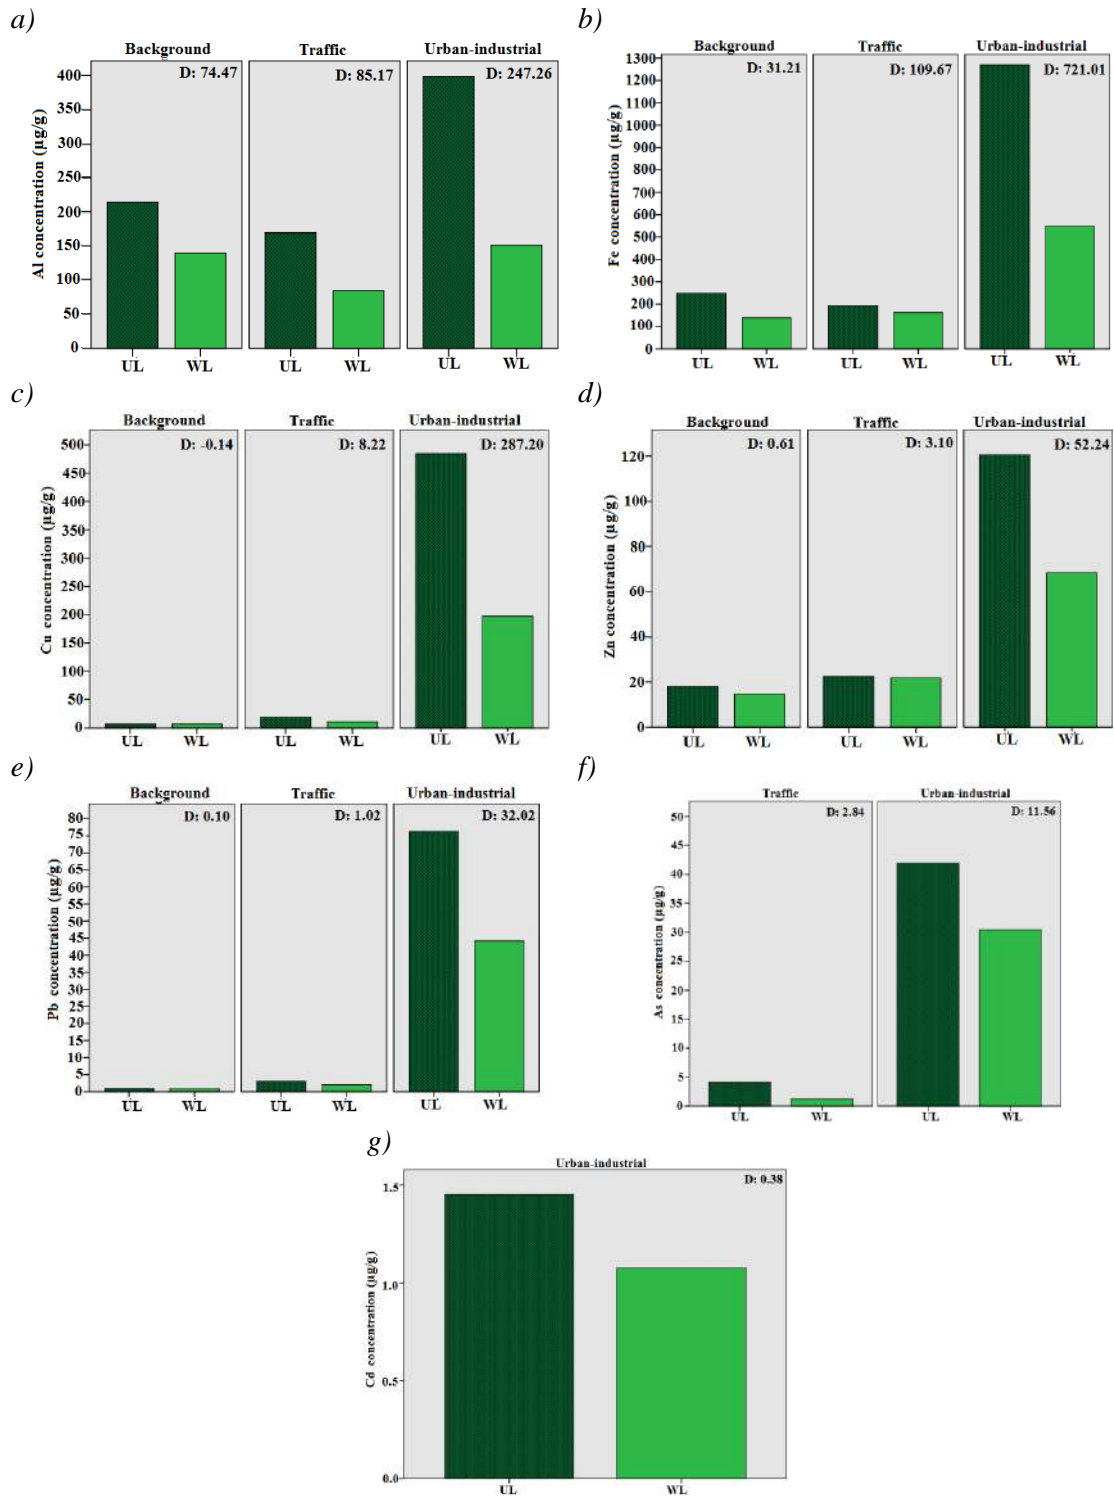 a)
Background Traffic Urban-industrial
D: 74.47 D: 85.17 D: 247.26
Al concentration (µg/g)
400
350
300
250
200
150
100
50
0
UL WL UL WL UL WL
b)
Background Traffic Urban-industrial
D: 31.21 D: 109.67 D: 721.01
Fe concentration (µg/g)
1300
1200
1100
1000
900
800
700
600
500
400
300
200
100
0
UL WL UL WL UL WL
c)
Background Traffic Urban-industrial
D: -0.14 D: 8.22 D: 287.20
Cu concentration (µg/g)
500
450
500
350
500
250
200
150
100
50
0
UL WL UL WL UL WL
d)
Background Traffic Urban-industrial
D: 0.61 D: 3.10 D: 52.24
Zn concentration (µg/g)
120
100
80
60
40
20
0
UL WL UL WL UL WL
e)
Background Traffic Urban-industrial
D: 0.10 D: 1.02 D: 32.02
Pb concentration (µg/g)
80
75
70
65
60
55
50
45
40
35
30
25
20
15
10
5
0
UL WL UL WL UL WL
f)
Traffic Urban-industrial
D: 2.84 D: 11.56
As concentration (µg/g)
50
45
40
35
30
25
20
15
10
5
0
UL WL UL WL
g)
Urban-industrial
D: 0.38
Cd concentration (µg/g)
1.5
1.0
0.5
0.0
UL WL